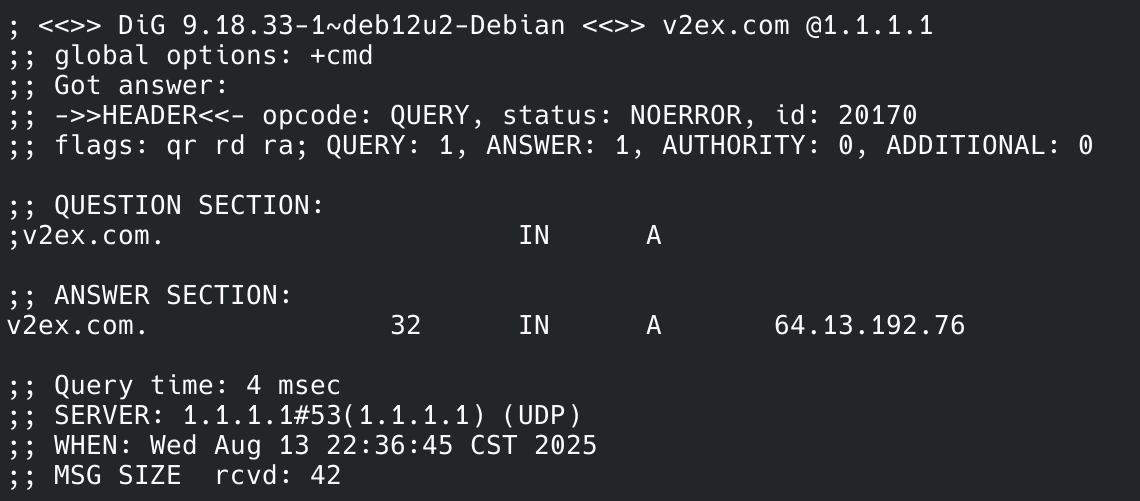 ; <<>> DiG 9.18.33-1~deb12u2-Debian <<>> v2ex.com @1.1.1.1
;; global options: +cmd
;; Got answer:
;; ->>HEADER<<- opcode: QUERY, status: NOERROR, id: 20170
;; flags: qr rd ra; QUERY: 1, ANSWER: 1, AUTHORITY: 0, ADDITIONAL: 0
;; QUESTION SECTION:
;v2ex.com. IN A
;; ANSWER SECTION:
v2ex.com. 32 IN A 64.13.192.76
;; Query time: 4 msec
;; SERVER: 1.1.1.1#53(1.1.1.1) (UDP)
;; WHEN: Wed Aug 13 22:36:45 CST 2025
;; MSG SIZE  rcvd: 42